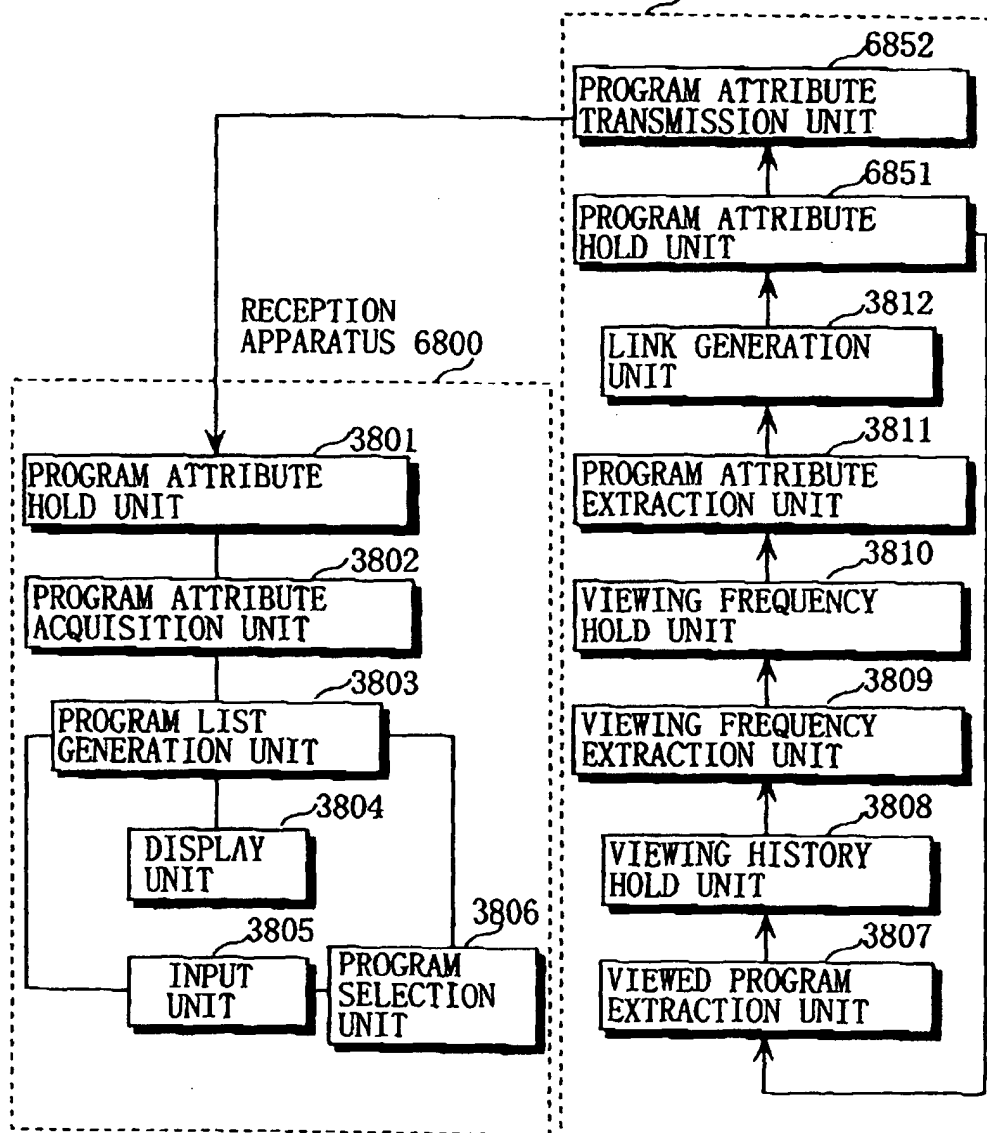 6852
PROGRAM ATTRIBUTE
TRANSMISSION UNIT
6851
PROGRAM ATTRIBUTE
HOLD UNIT
3812
LINK GENERATION
UNIT
3811
PROGRAM ATTRIBUTE
EXTRACTION UNIT
3810
VIEWING FREQUENCY
HOLD UNIT
3809
VIEWING FREQUENCY
EXTRACTION UNIT
3808
VIEWING HISTORY
HOLD UNIT
3807
VIEWED PROGRAM
EXTRACTION UNIT
RECEPTION
APPARATUS 6800
3801
PROGRAM ATTRIBUTE
HOLD UNIT
3802
PROGRAM ATTRIBUTE
ACQUISITION UNIT
3803
PROGRAM LIST
GENERATION UNIT
3804
DISPLAY
UNIT
3805
INPUT
UNIT
3806
PROGRAM
SELECTION
UNIT